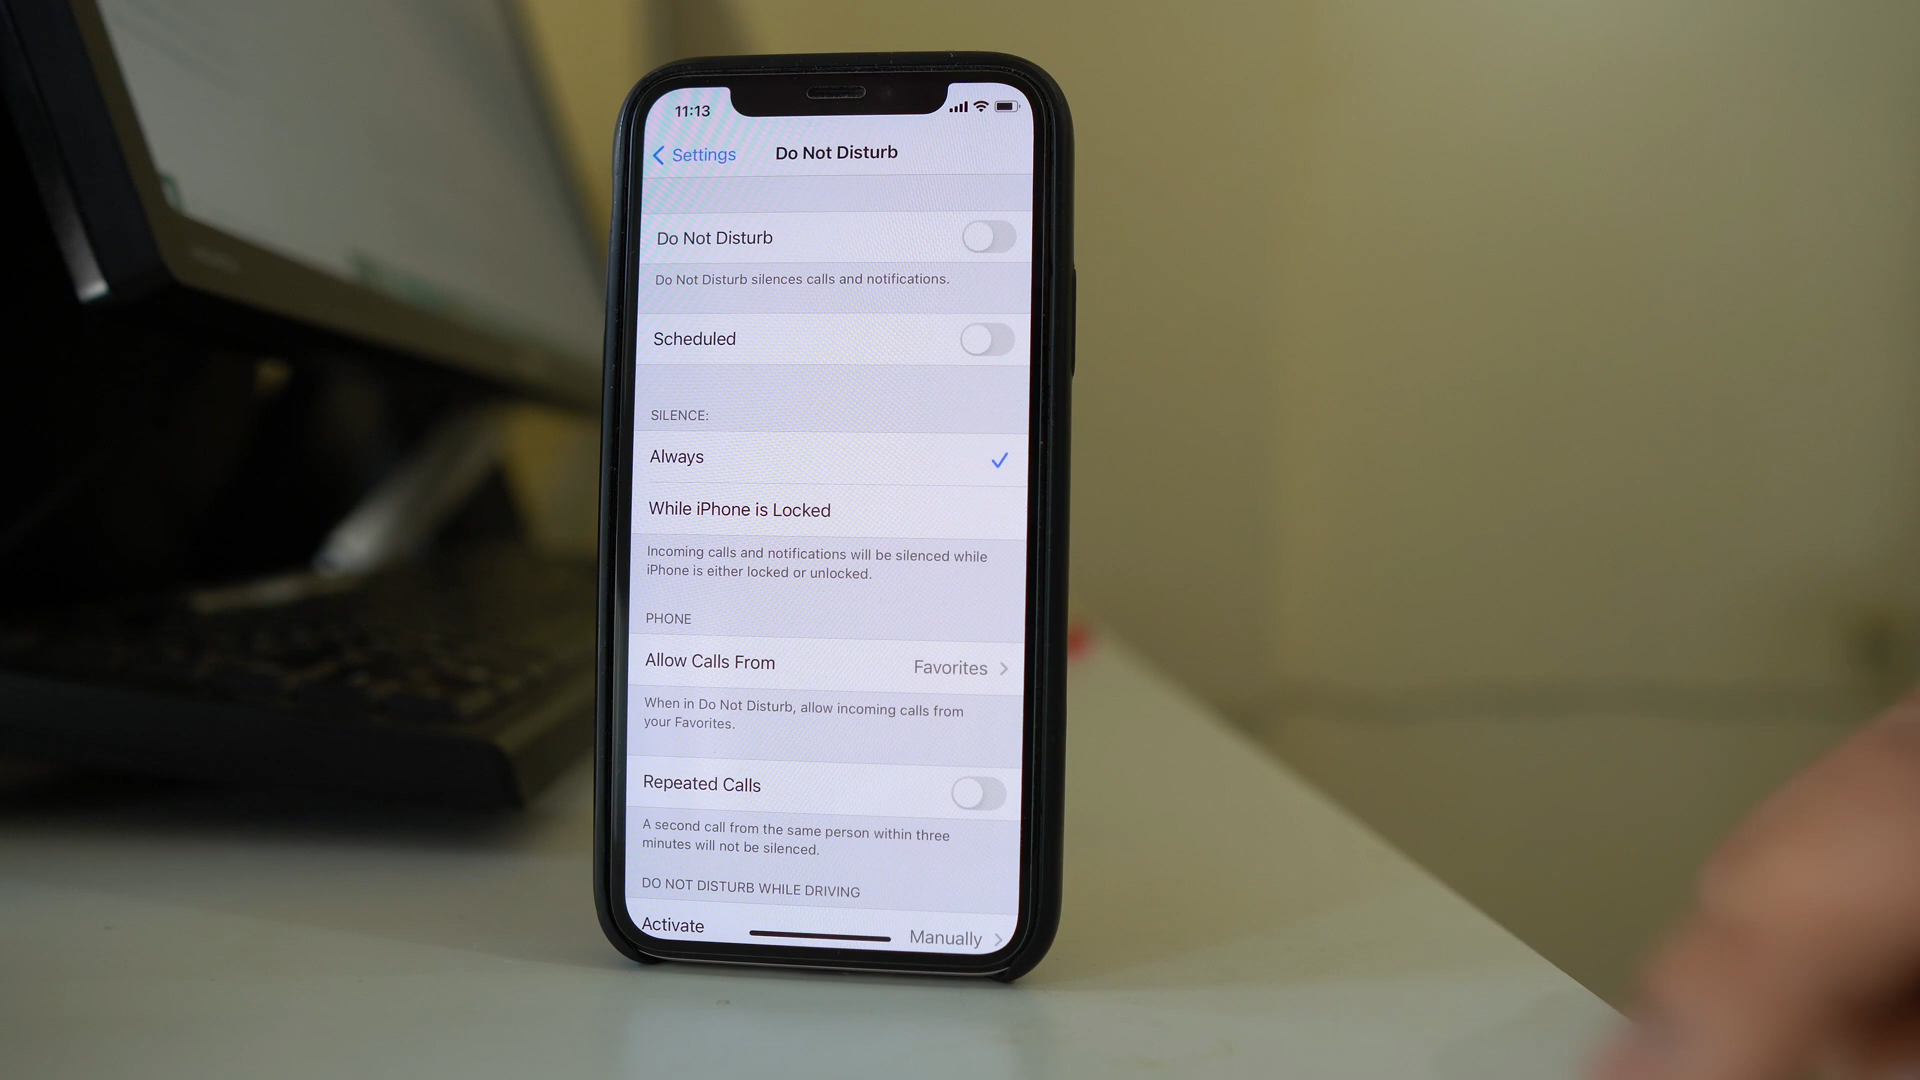 11:13
Settings
Do Not Disturb
Do Not Disturb
Do Not Disturb silences calls and notifications.
Scheduled
SILENCE:
Always
While iPhone is Locked
Incoming calls and notifications will be silenced while
iPhone is either locked or unlocked.
PHONE
Allow Calls From Favorites
When in Do Not Disturb, allow incoming calls from
your Favorites.
Repeated Calls
A second call from the same person within three
minutes will not be silenced.
DO NOT DISTURB WHILE DRIVING
Activate Manually